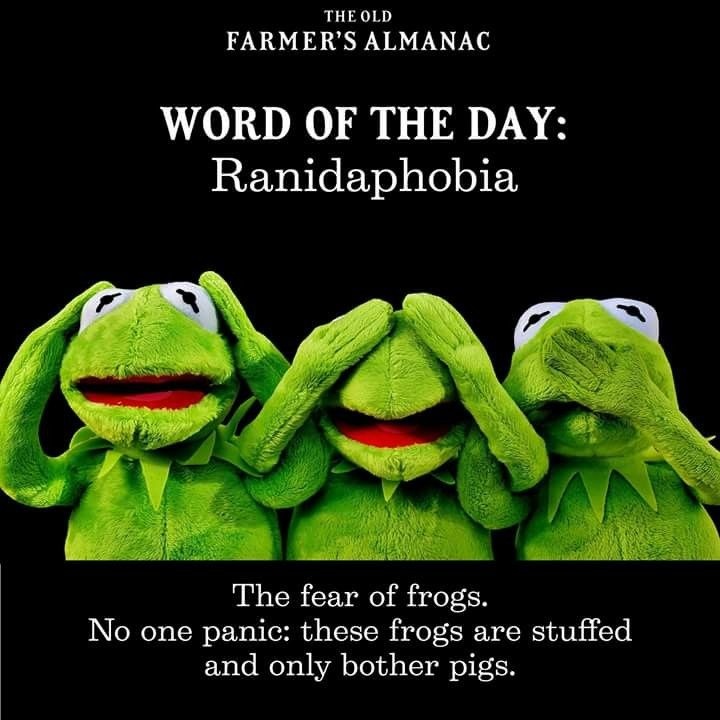 THE OLD
FARMER'S ALMANAC
WORD OF THE DAY:
Ranidaphobia
The fear of frogs.
No one panic: these frogs are stuffed
and only bother pigs.